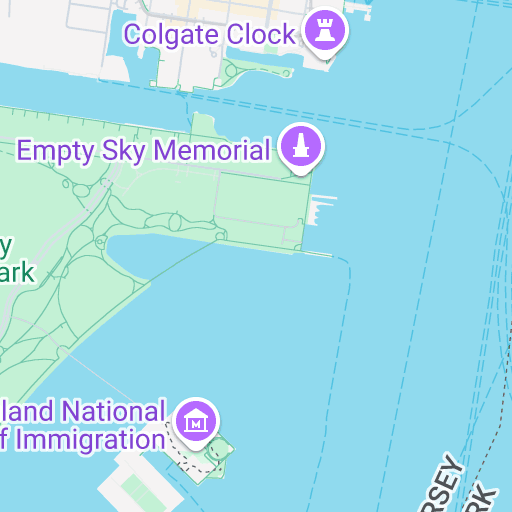 Colgate Clock
Empty Sky Memorial
y
ark
land National
f Immigration
RSEY
RK